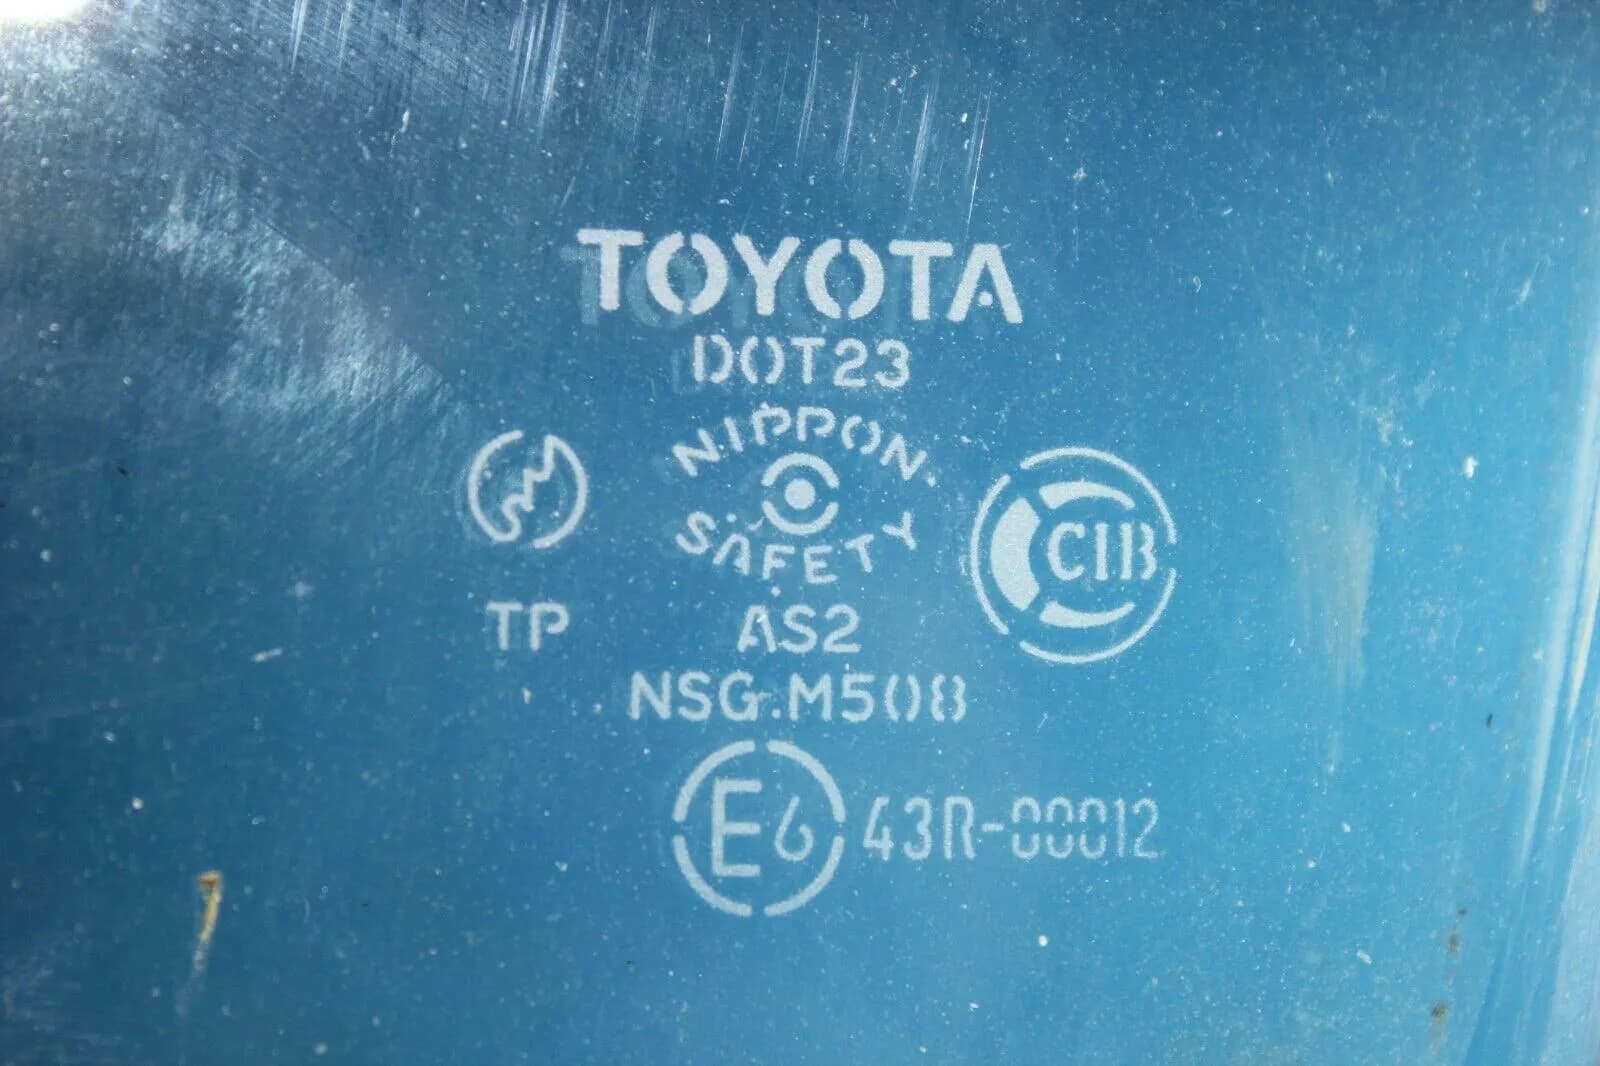 TOYOTA
DOT23
NIPPON
SAFETY
CIB
TP
AS2
NSG.M508
E6 43R-00012